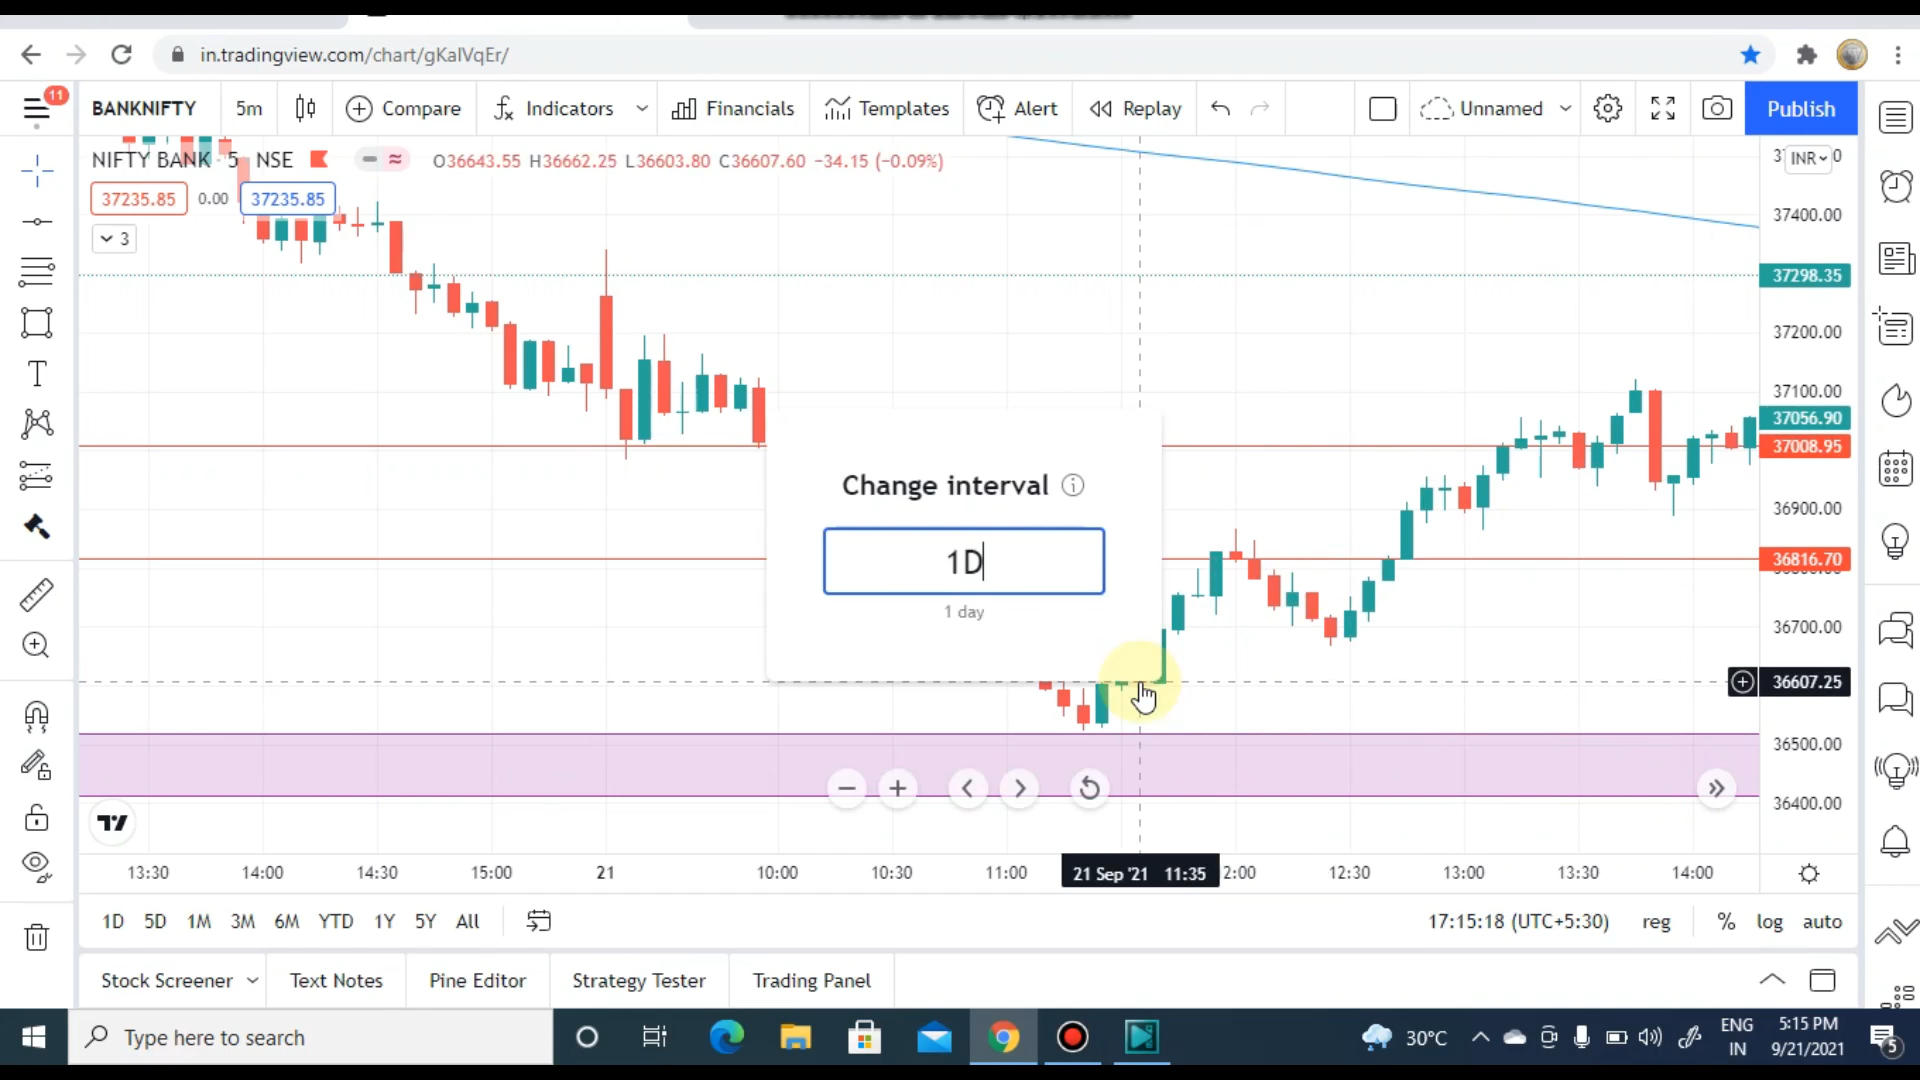 in.tradingview.com/chart/gKalVqEr/
11
BANKNIFTY
5m
Compare
Indicators
Financials
Templates
Alert
Replay
Unnamed
Publish
NIFTY BANK · 5 NSE
O36643.55 H36662.25 L36603.80 C36607.60 −34.15 (−0.09%)
INR
37235.85 0.00 37235.85
3
37400.00
37298.35
37200.00
37100.00
37056.90
37008.95
36900.00
36816.70
36700.00
36607.25
36500.00
36400.00
Change interval
1D
1 day
13:30 14:00 14:30 15:00 21 10:00 10:30 11:00 21 Sep '21 11:35 2:00 12:30 13:00 13:30 14:00
1D 5D 1M 3M 6M YTD 1Y 5Y All
17:15:18 (UTC+5:30) reg % log auto
Stock Screener Text Notes Pine Editor Strategy Tester Trading Panel
Type here to search
30°C
ENG
IN
5:15 PM
9/21/2021
5